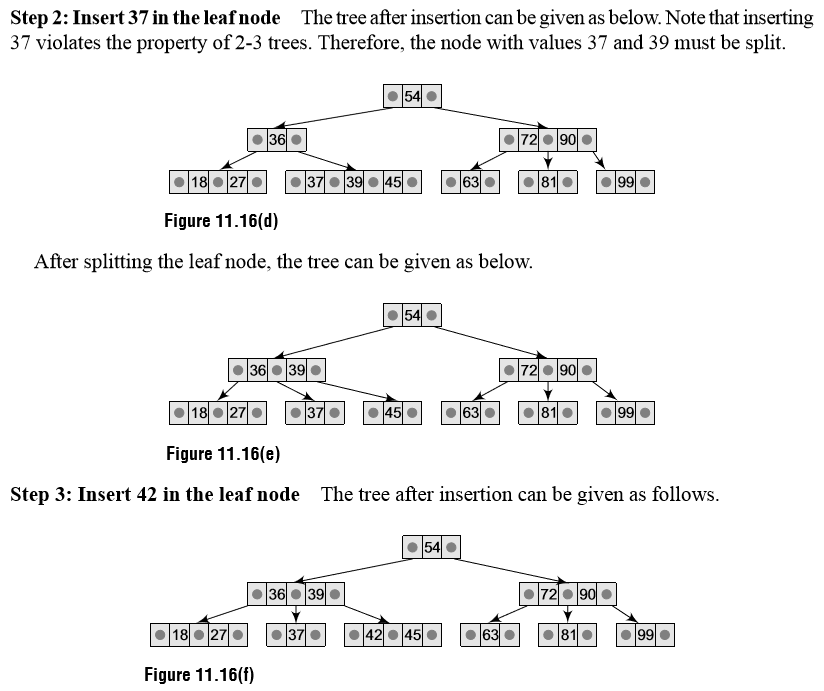 Step 2: Insert 37 in the leaf node The tree after insertion can be given as below. Note that inserting
37 violates the property of 2-3 trees. Therefore, the node with values 37 and 39 must be split.
54
36 72 90
18 27 37 39 45 63 81 99
Figure 11.16(d)
After splitting the leaf node, the tree can be given as below.
54
36 39 72 90
18 27 37 45 63 81 99
Figure 11.16(e)
Step 3: Insert 42 in the leaf node The tree after insertion can be given as follows.
54
36 39 72 90
18 27 37 42 45 63 81 99
Figure 11.16(f)